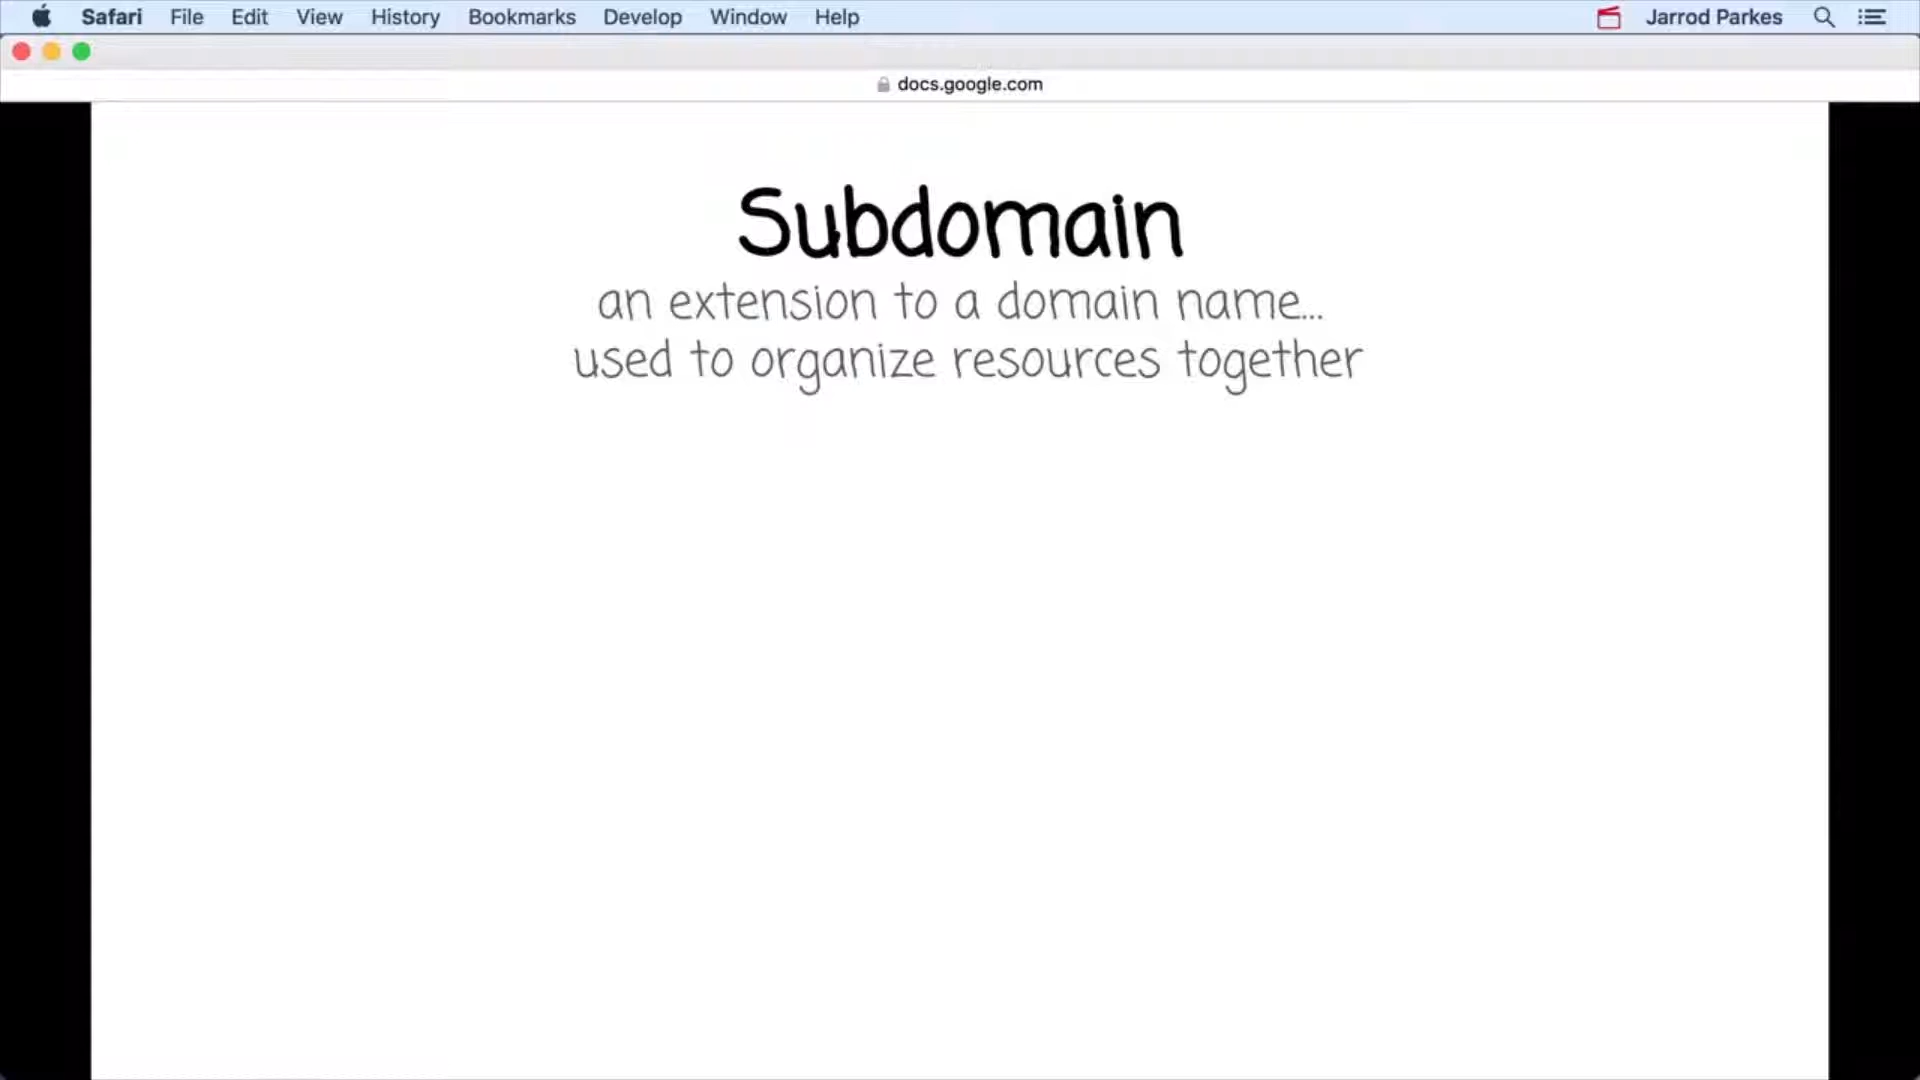 Safari File Edit View History Bookmarks Develop Window Help Jarrod Parkes
docs.google.com
Subdomain
an extension to a domain name...
used to organize resources together